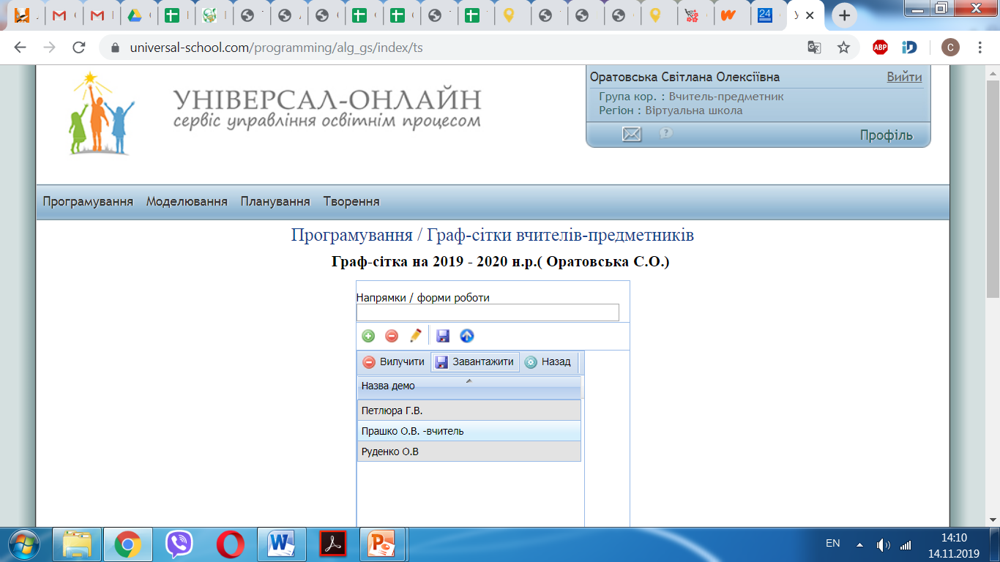 universal-school.com/programming/alg_gs/index/ts
ABP
C
24
УНІВЕРСАЛ-ОНЛАЙН
сервіс управління освітнім процесом
Оратовська Світлана Олексіївна
Вийти
Група кор. : Вчитель-предметник
Регіон : Віртуальна школа
Профіль
Програмування Моделювання Планування Творення
Програмування / Граф-сітки вчителів-предметників
Граф-сітка на 2019 - 2020 н.р.( Оратовська С.О.)
Напрямки / форми роботи
Вилучити Завантажити Назад
Назва демо
Петлюра Г.В.
Прашко О.В. -вчитель
Руденко О.В
EN
14:10
14.11.2019